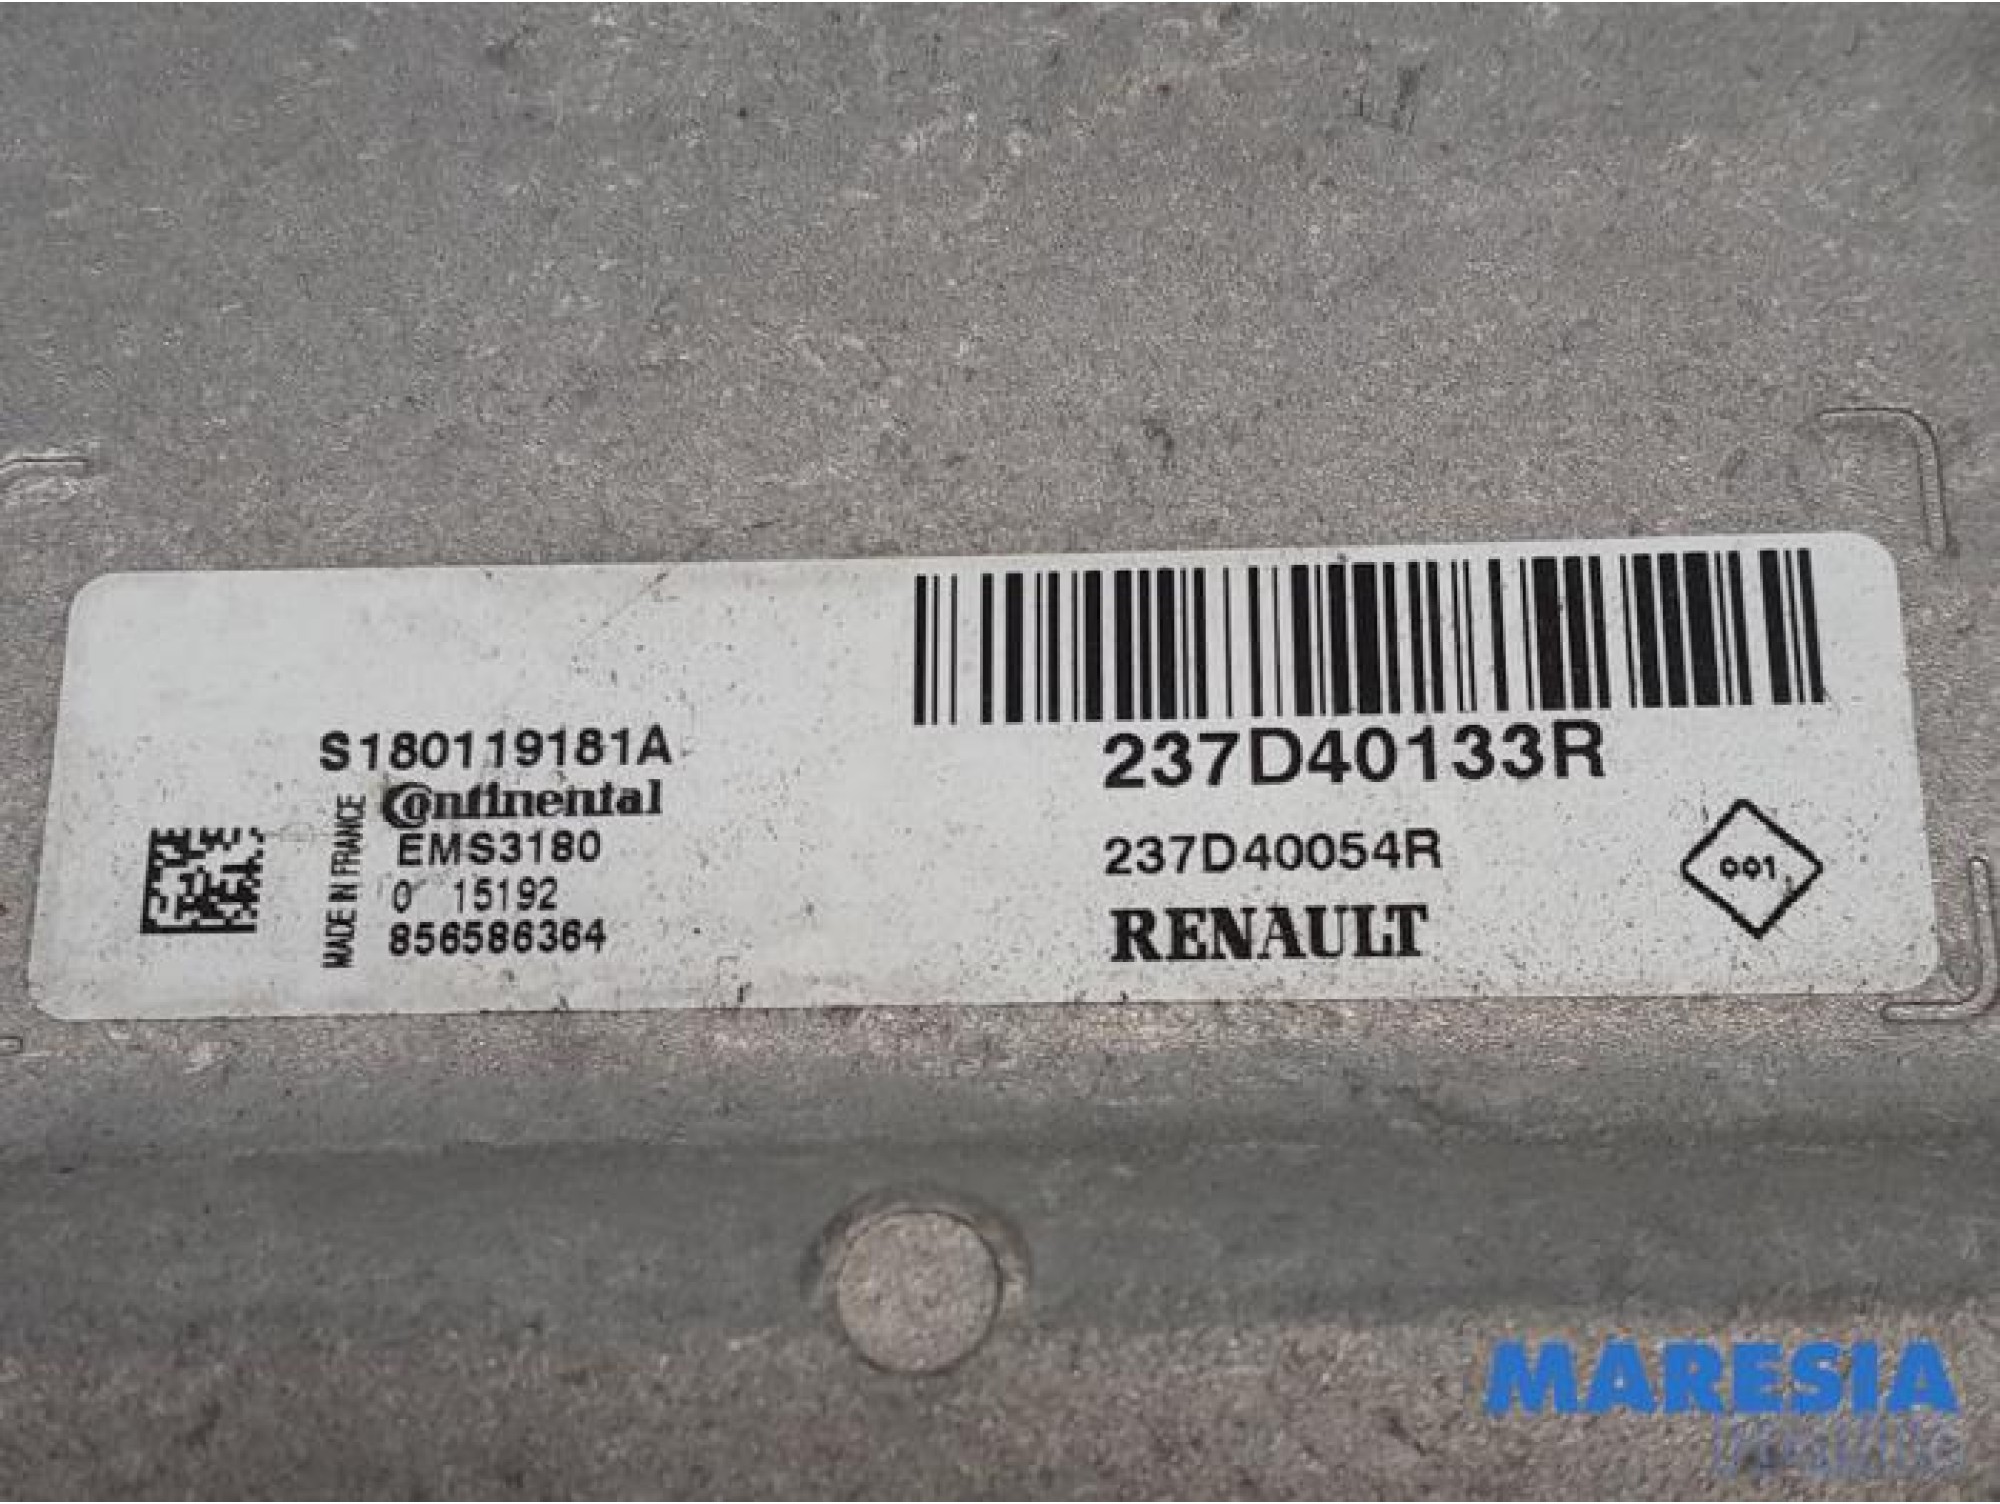 S180119181A
Continental
MADE IN FRANCE
EMS3180
0 15192
856586364
237D40133R
237D40054R
RENAULT
001
MARESIA